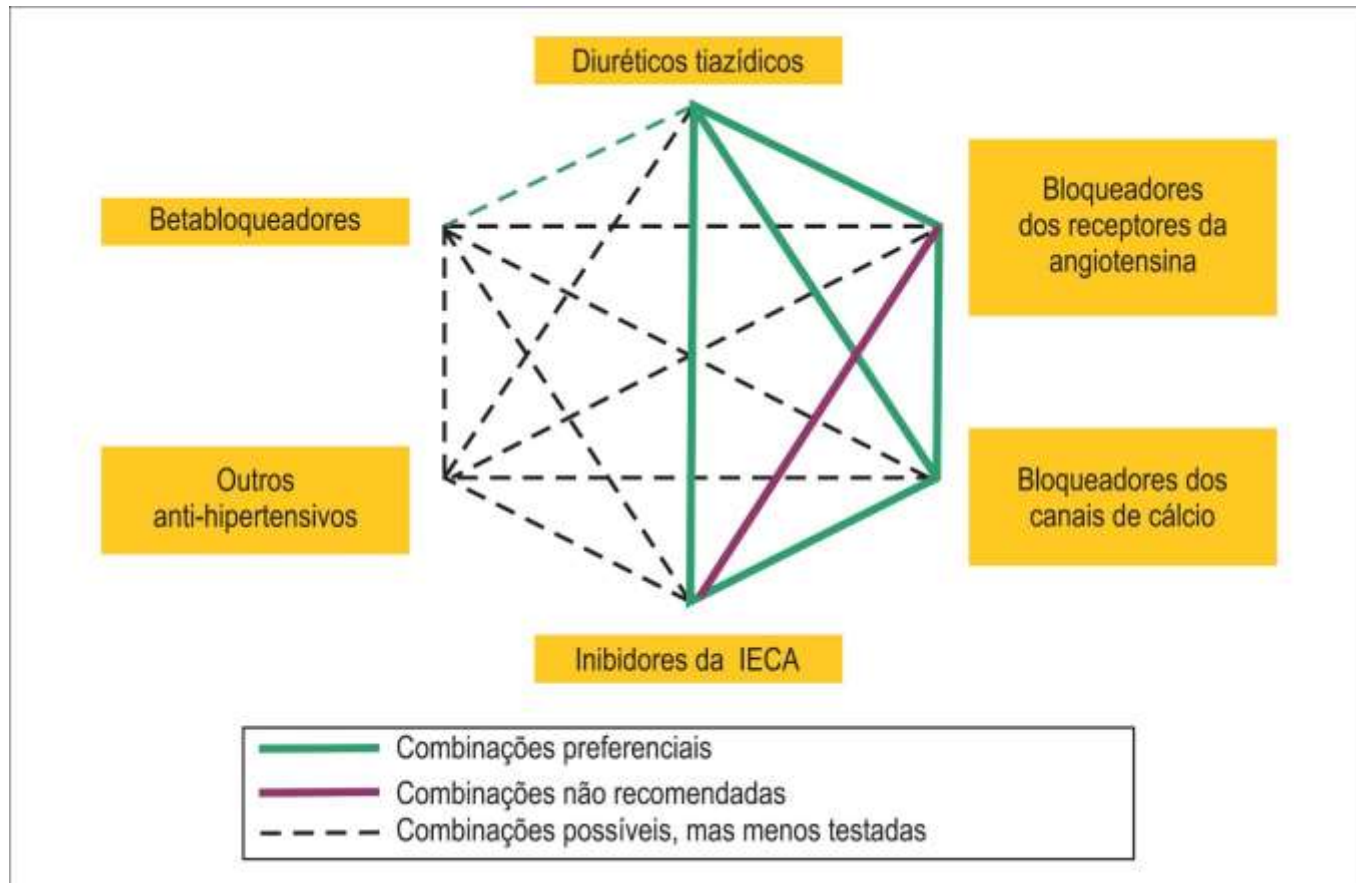 Diuréticos tiazídicos
Betabloqueadores
Bloqueadores
dos receptores da
angiotensina
Outros
anti-hipertensivos
Bloqueadores dos
canais de cálcio
Inibidores da IECA
Combinações preferenciais
Combinações não recomendadas
Combinações possíveis, mas menos testadas